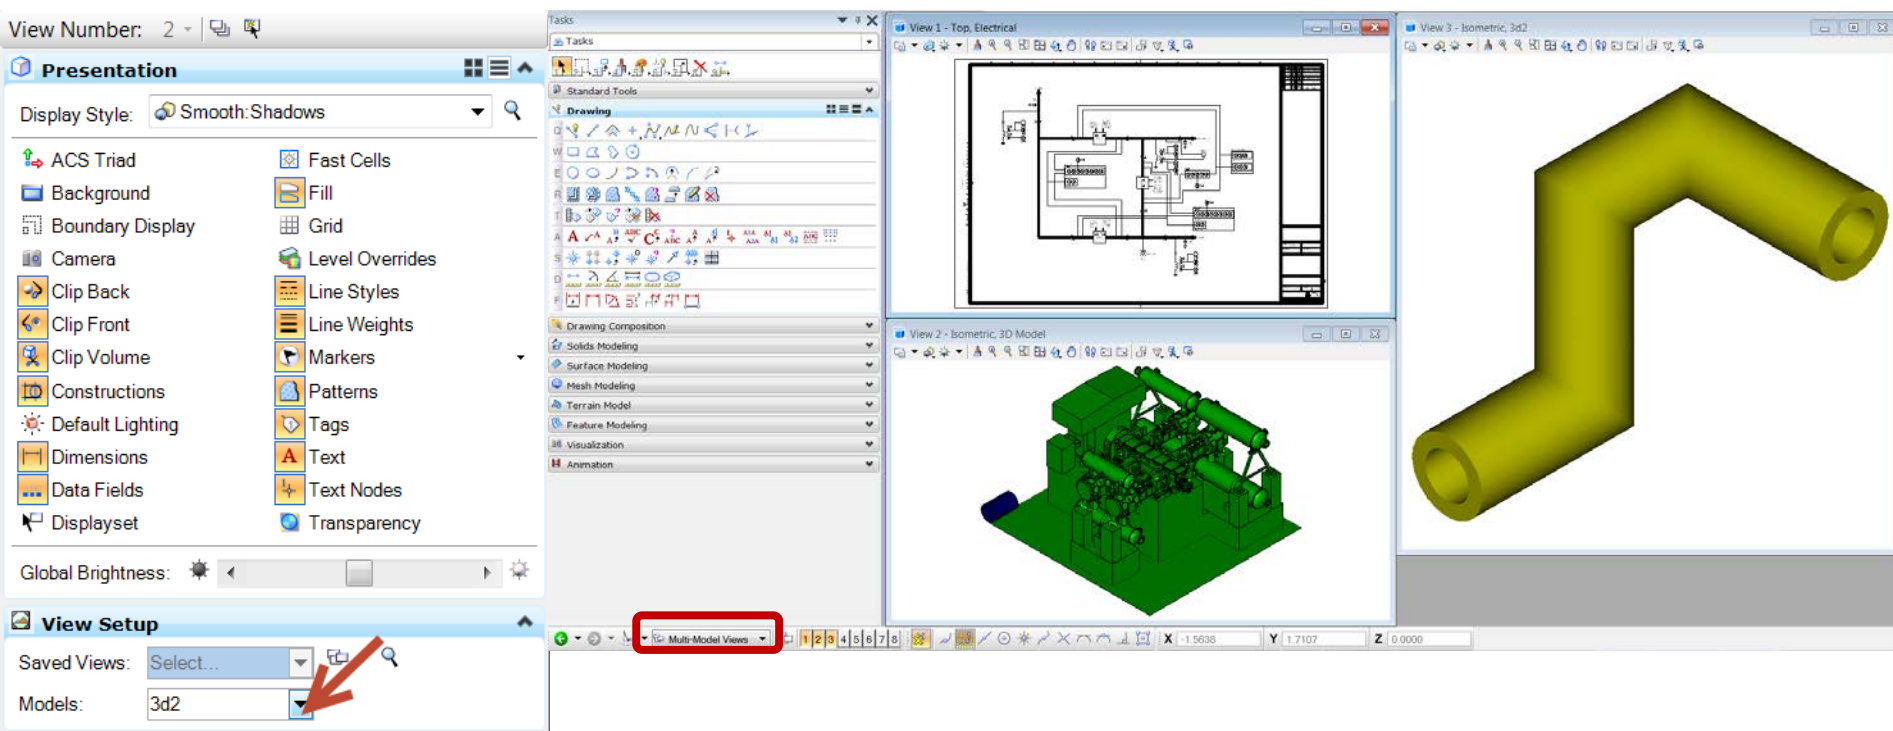 View Number: 2
Presentation
Display Style: Smooth:Shadows
ACS Triad
Fast Cells
Background
Fill
Boundary Display
Grid
Camera
Level Overrides
Clip Back
Line Styles
Clip Front
Line Weights
Clip Volume
Markers
Constructions
Patterns
Default Lighting
Tags
Dimensions
Text
Data Fields
Text Nodes
Displayset
Transparency
Global Brightness:
View Setup
Saved Views: Select...
Models: 3d2
Tasks
Tasks
Standard Tools
Drawing
Drawing Composition
Solids Modeling
Surface Modeling
Mesh Modeling
Terrain Model
Feature Modeling
Visualization
Animation
View 1 - Top, Electrical
View 2 - Isometric, 3D Model
View 3 - Isometric, 3d2
Multi-Model Views
1 2 3 4 5 6 7 8
X -1.5638
Y 1.7107
Z 0.0000